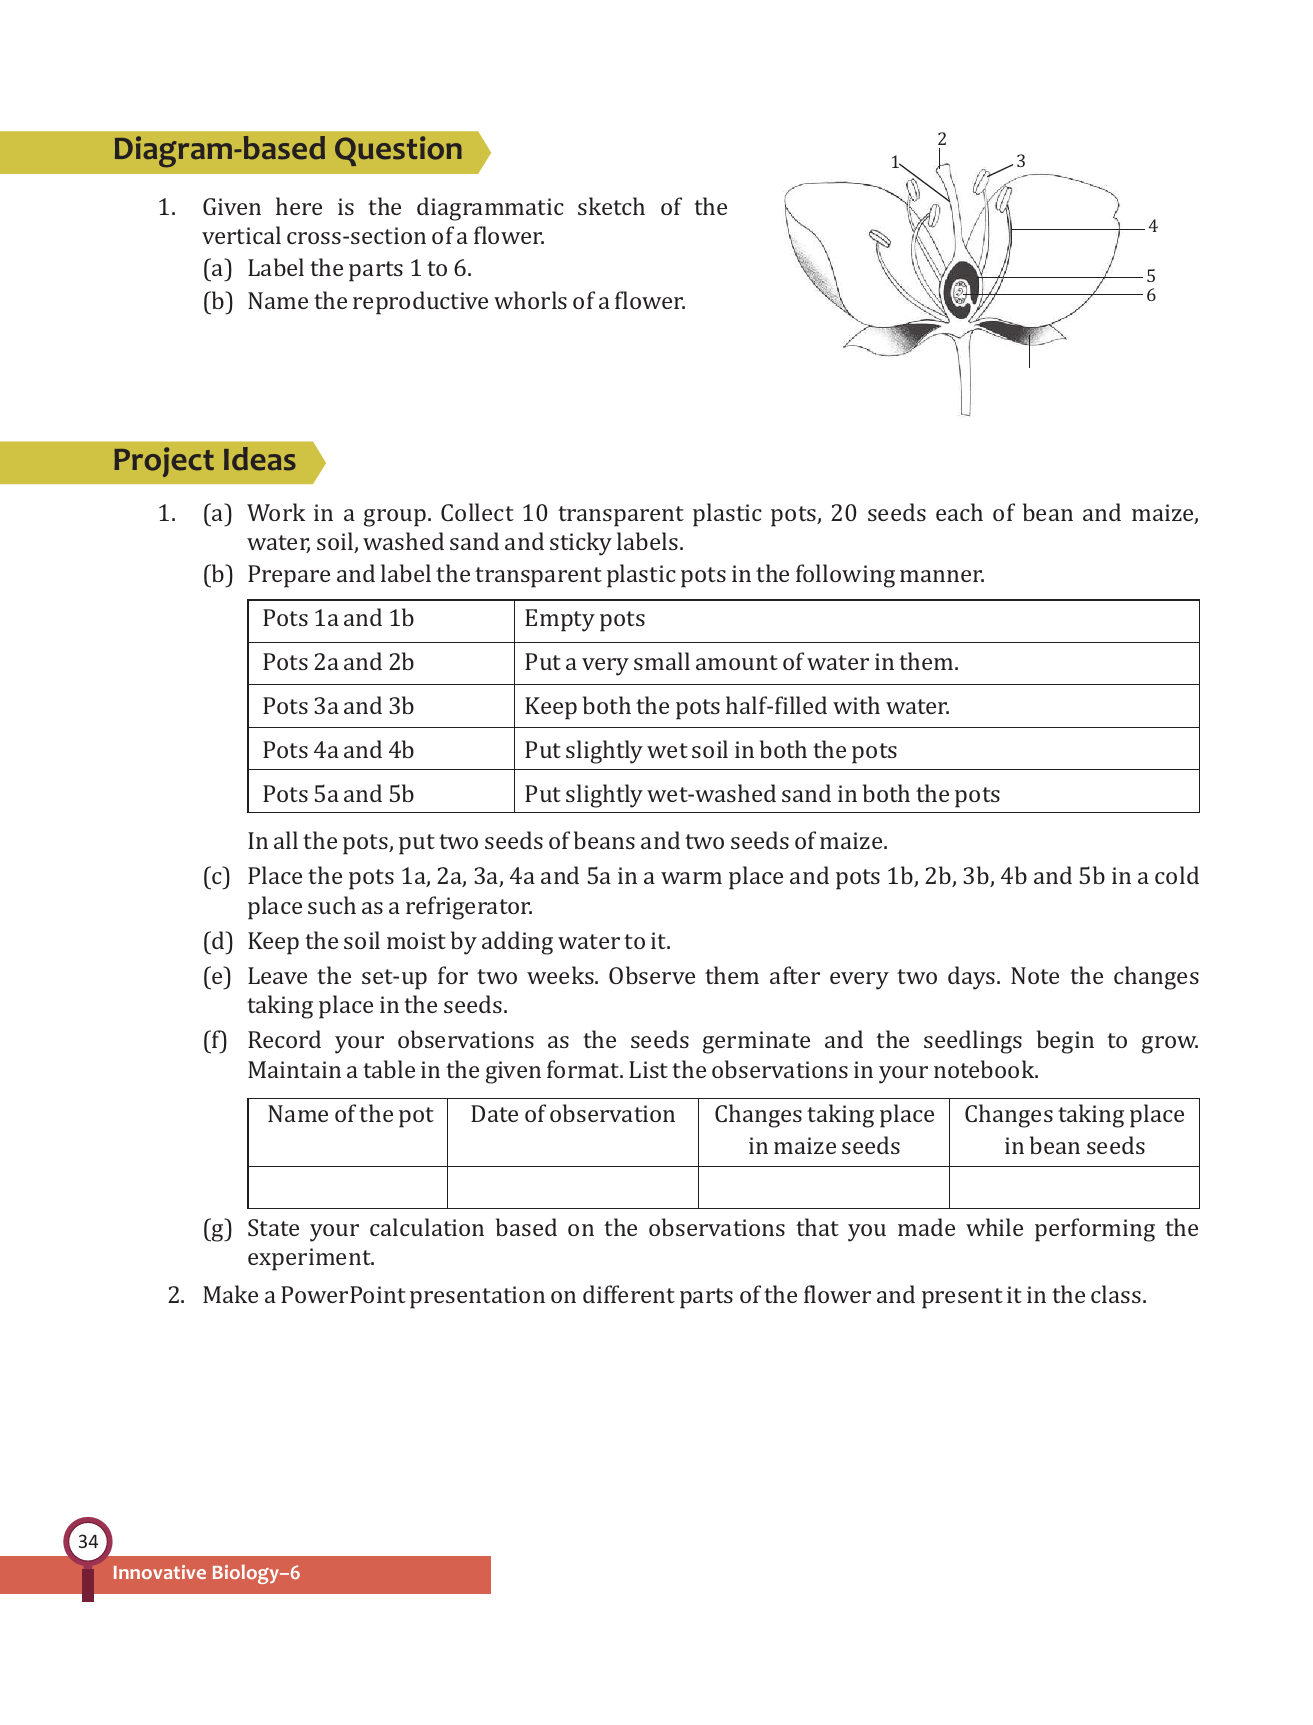 Diagram-based Question
1. Given here is the diagrammatic sketch of the
vertical cross-section of a flower.
(a) Label the parts 1 to 6.
(b) Name the reproductive whorls of a flower.
2
1
3
4
5
6
Project Ideas
1. (a) Work in a group. Collect 10 transparent plastic pots, 20 seeds each of bean and maize,
water, soil, washed sand and sticky labels.
(b) Prepare and label the transparent plastic pots in the following manner.
Pots 1a and 1b Empty pots
Pots 2a and 2b Put a very small amount of water in them.
Pots 3a and 3b Keep both the pots half-filled with water.
Pots 4a and 4b Put slightly wet soil in both the pots
Pots 5a and 5b Put slightly wet-washed sand in both the pots
In all the pots, put two seeds of beans and two seeds of maize.
(c) Place the pots 1a, 2a, 3a, 4a and 5a in a warm place and pots 1b, 2b, 3b, 4b and 5b in a cold
place such as a refrigerator.
(d) Keep the soil moist by adding water to it.
(e) Leave the set-up for two weeks. Observe them after every two days. Note the changes
taking place in the seeds.
(f) Record your observations as the seeds germinate and the seedlings begin to grow.
Maintain a table in the given format. List the observations in your notebook.
Name of the pot Date of observation Changes taking place Changes taking place
in maize seeds in bean seeds
(g) State your calculation based on the observations that you made while performing the
experiment.
2. Make a PowerPoint presentation on different parts of the flower and present it in the class.
34
Innovative Biology–6